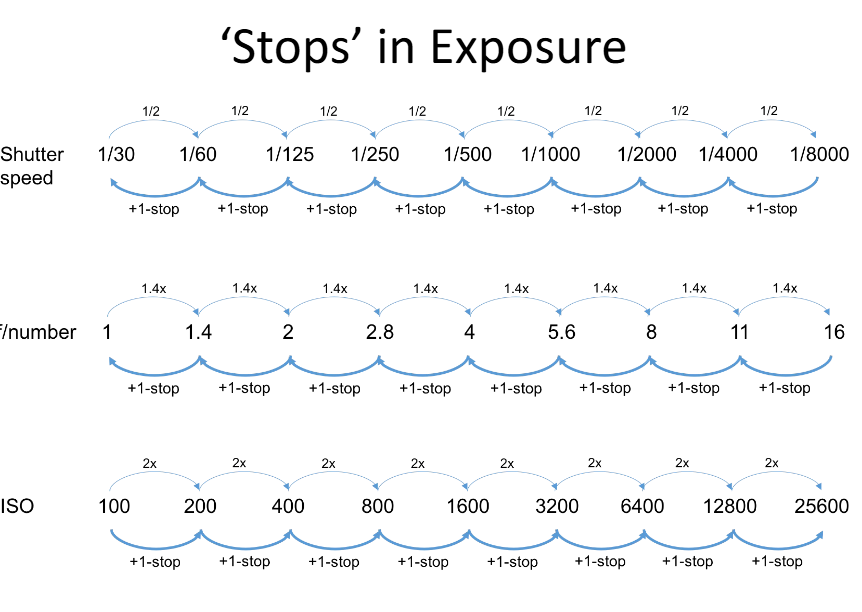 ‘Stops’ in Exposure
1/2 1/2 1/2 1/2 1/2 1/2 1/2 1/2
Shutter speed 1/30 1/60 1/125 1/250 1/500 1/1000 1/2000 1/4000 1/8000
+1-stop +1-stop +1-stop +1-stop +1-stop +1-stop +1-stop +1-stop
1.4x 1.4x 1.4x 1.4x 1.4x 1.4x 1.4x 1.4x
f/number 1 1.4 2 2.8 4 5.6 8 11 16
+1-stop +1-stop +1-stop +1-stop +1-stop +1-stop +1-stop +1-stop
2x 2x 2x 2x 2x 2x 2x 2x
ISO 100 200 400 800 1600 3200 6400 12800 25600
+1-stop +1-stop +1-stop +1-stop +1-stop +1-stop +1-stop +1-stop